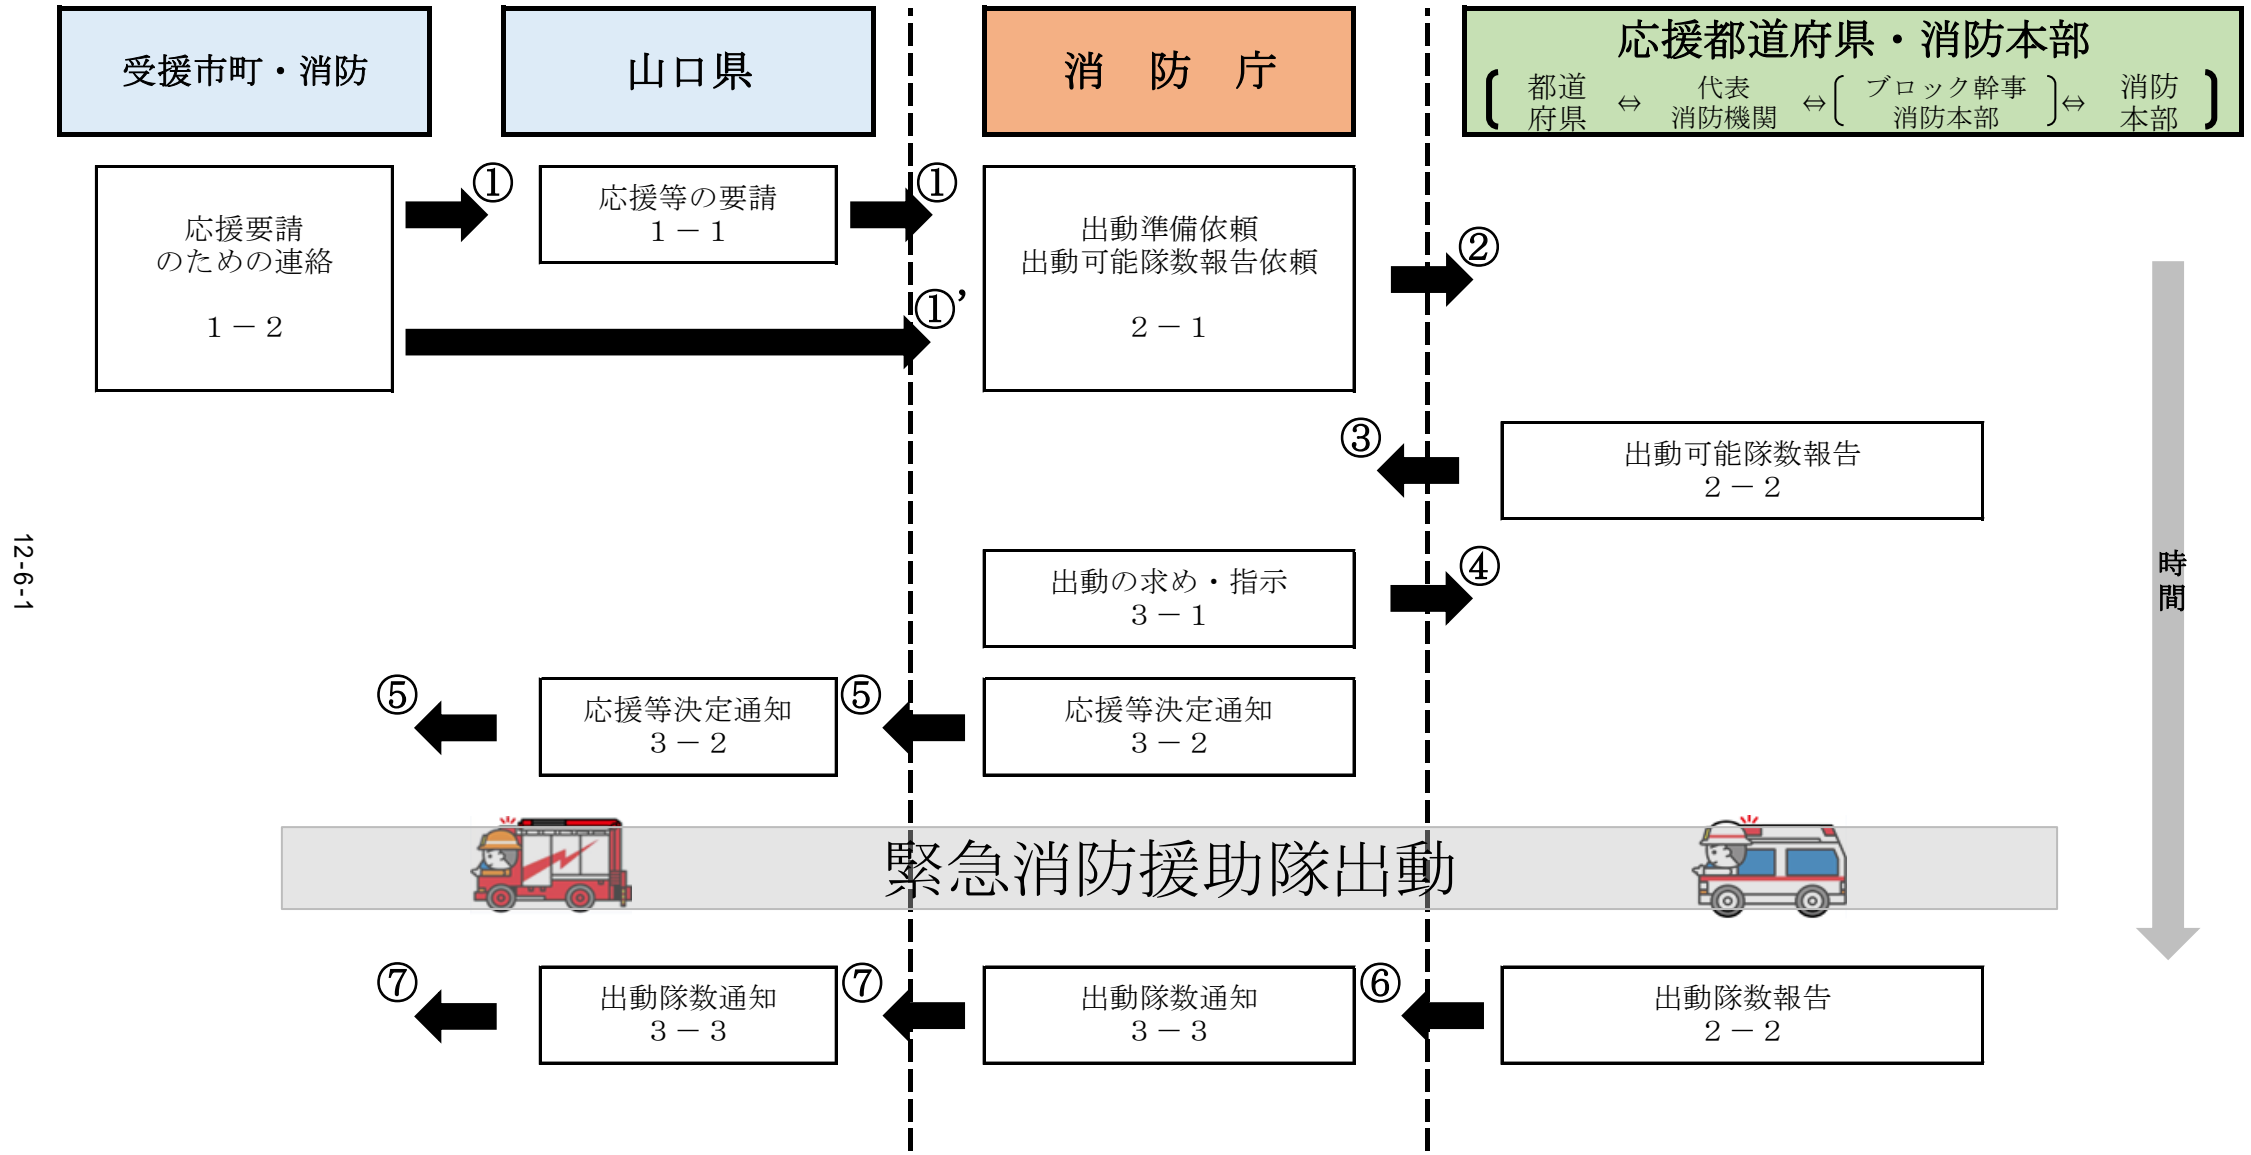 受援市町・消防
山口県
消　防　庁
応援都道府県・消防本部
都道 代表 ブロック幹事 消防
府県 ⇔ 消防機関 ⇔ 消防本部 ⇔ 本部
応援要請
のための連絡
１－２
①
応援等の要請
１－１
①
①’
出動準備依頼
出動可能隊数報告依頼
２－１
②
③
出動可能隊数報告
２－２
出動の求め・指示
３－１
④
⑤
応援等決定通知
３－２
⑤
応援等決定通知
３－２
緊急消防援助隊出動
⑦
出動隊数通知
３－３
⑦
出動隊数通知
３－３
⑥
出動隊数報告
２－２
時
間
12-6-1